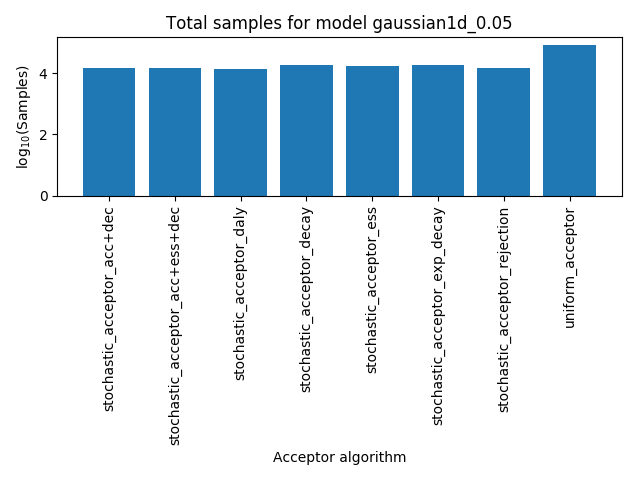 Total samples for model gaussian1d_0.05
log10(Samples)
4
2
0
stochastic_acceptor_acc+dec
stochastic_acceptor_acc+ess+dec
stochastic_acceptor_daly
stochastic_acceptor_decay
stochastic_acceptor_ess
stochastic_acceptor_exp_decay
stochastic_acceptor_rejection
uniform_acceptor
Acceptor algorithm